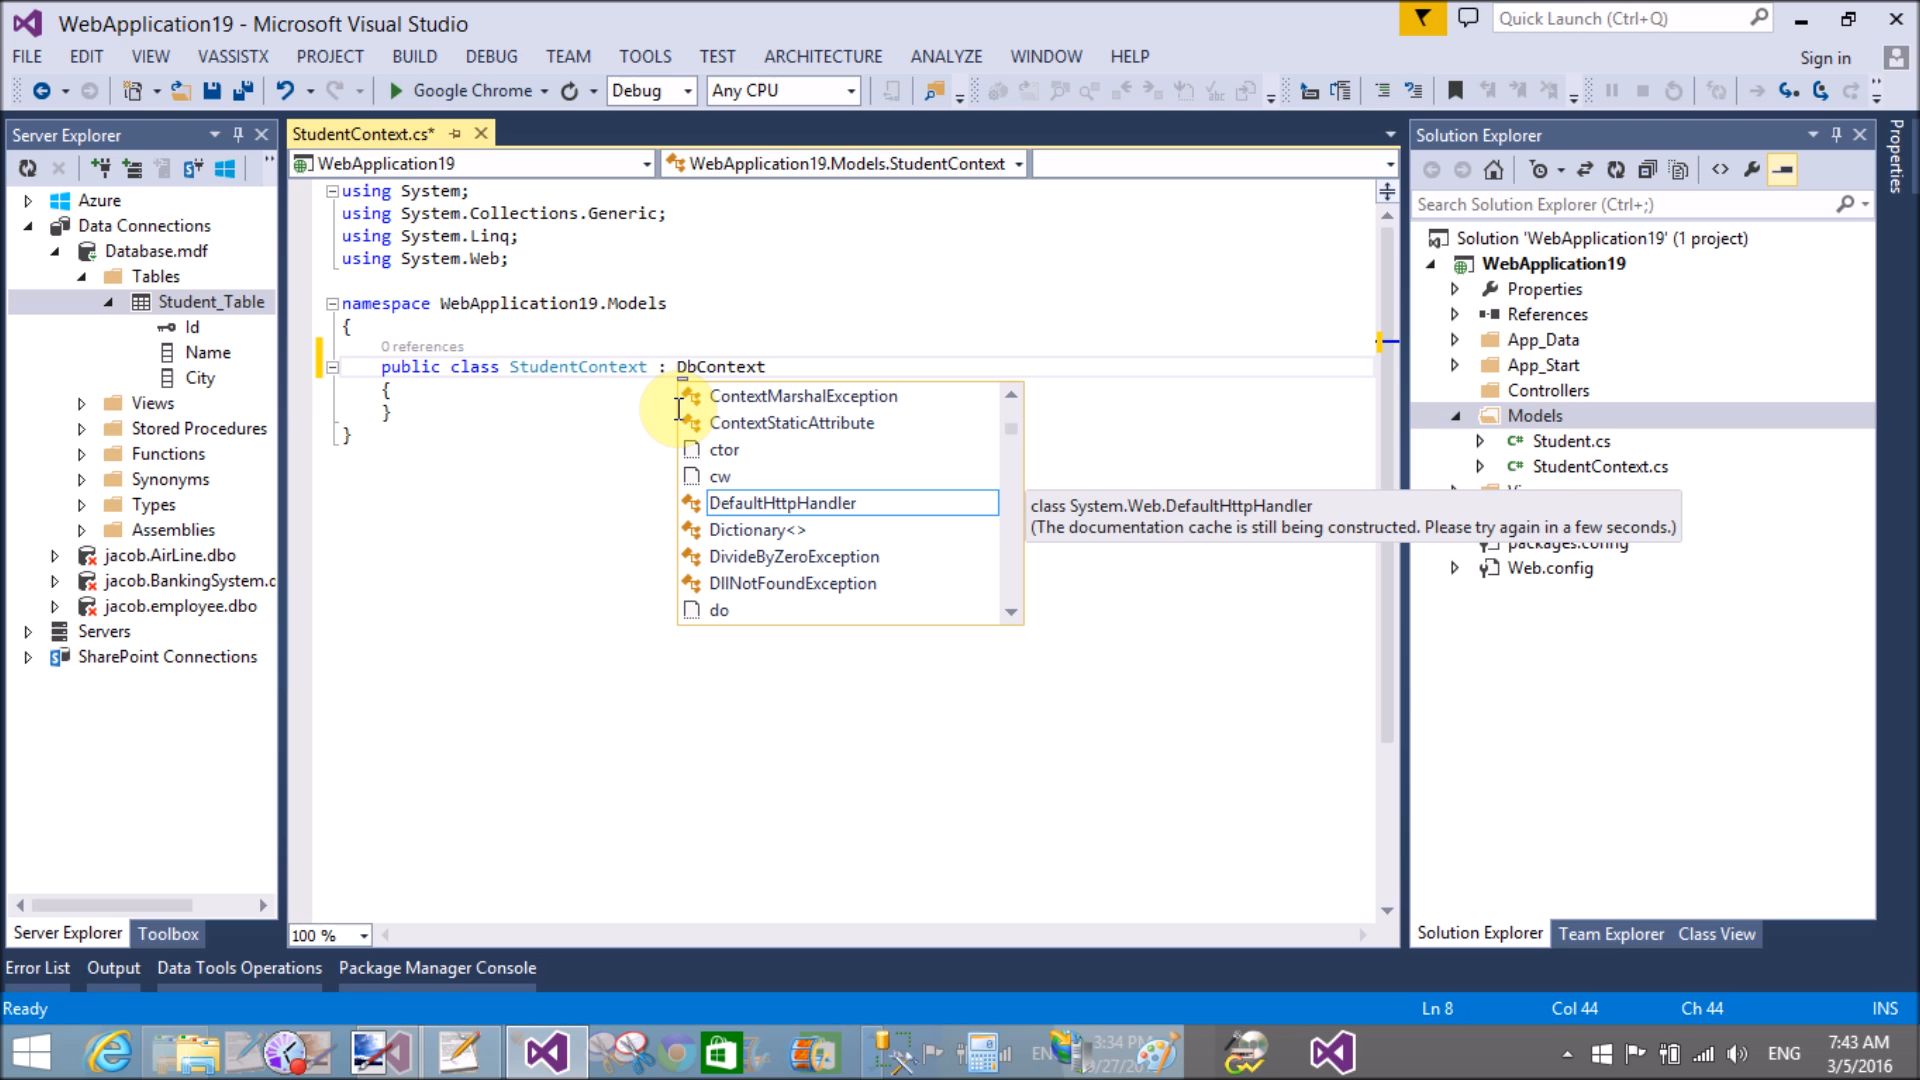 WebApplication19 - Microsoft Visual Studio
Quick Launch (Ctrl+Q)
FILE EDIT VIEW VASSISTX PROJECT BUILD DEBUG TEAM TOOLS TEST ARCHITECTURE ANALYZE WINDOW HELP
Sign in
Google Chrome Debug Any CPU
Server Explorer
Azure
Data Connections
Database.mdf
Tables
Student_Table
Id
Name
City
Views
Stored Procedures
Functions
Synonyms
Types
Assemblies
jacob.AirLine.dbo
jacob.BankingSystem.c
jacob.employee.dbo
Servers
SharePoint Connections
Server Explorer Toolbox
StudentContext.cs*
WebApplication19 WebApplication19.Models.StudentContext
using System;
using System.Collections.Generic;
using System.Linq;
using System.Web;
namespace WebApplication19.Models
{
0 references
public class StudentContext : DbContext
{
}
}
ContextMarshalException
ContextStaticAttribute
ctor
cw
DefaultHttpHandler
Dictionary<>
DivideByZeroException
DllNotFoundException
do
class System.Web.DefaultHttpHandler
(The documentation cache is still being constructed. Please try again in a few seconds.)
100 %
Solution Explorer
Search Solution Explorer (Ctrl+;)
Solution 'WebApplication19' (1 project)
WebApplication19
Properties
References
App_Data
App_Start
Controllers
Models
Student.cs
StudentContext.cs
packages.config
Web.config
Solution Explorer Team Explorer Class View
Properties
Error List Output Data Tools Operations Package Manager Console
Ready Ln 8 Col 44 Ch 44 INS
EN 3:34 PM
ENG
7:43 AM
3/5/2016